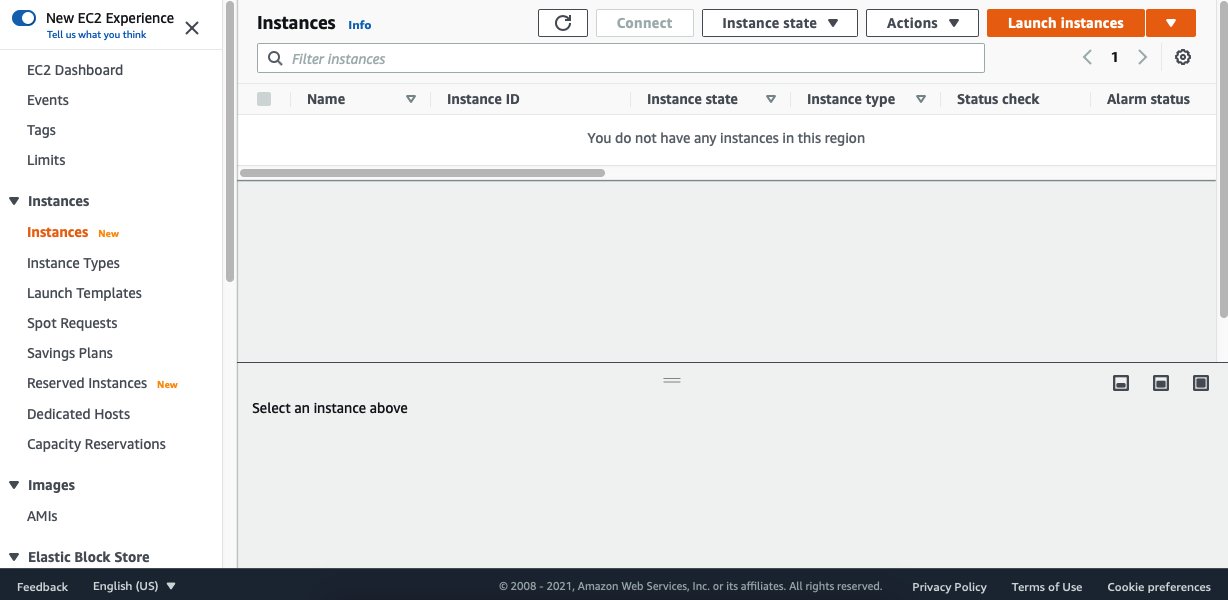 New EC2 Experience
Tell us what you think
EC2 Dashboard
Events
Tags
Limits
Instances
Instances New
Instance Types
Launch Templates
Spot Requests
Savings Plans
Reserved Instances New
Dedicated Hosts
Capacity Reservations
Images
AMIs
Elastic Block Store
Instances Info
Connect Instance state Actions Launch instances
Filter instances
1
Name Instance ID Instance state Instance type Status check Alarm status
You do not have any instances in this region
Select an instance above
Feedback English (US) © 2008 - 2021, Amazon Web Services, Inc. or its affiliates. All rights reserved. Privacy Policy Terms of Use Cookie preferences